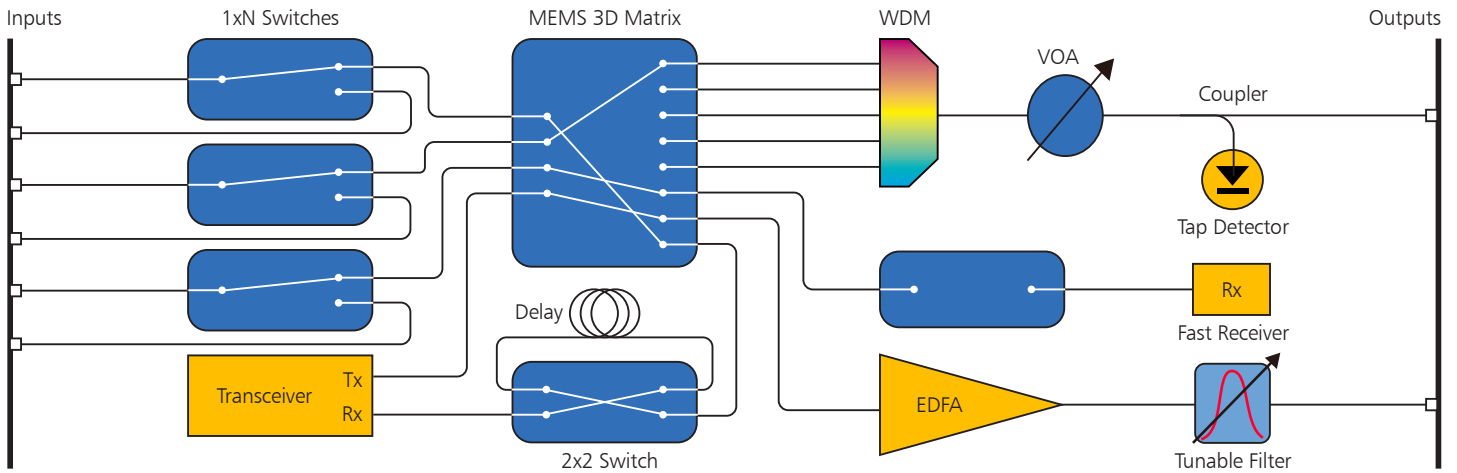 Inputs
1xN Switches
MEMS 3D Matrix
WDM
Outputs
VOA
Coupler
Tap Detector
Delay
Rx
Fast Receiver
Transceiver
Tx
Rx
EDFA
2x2 Switch
Tunable Filter